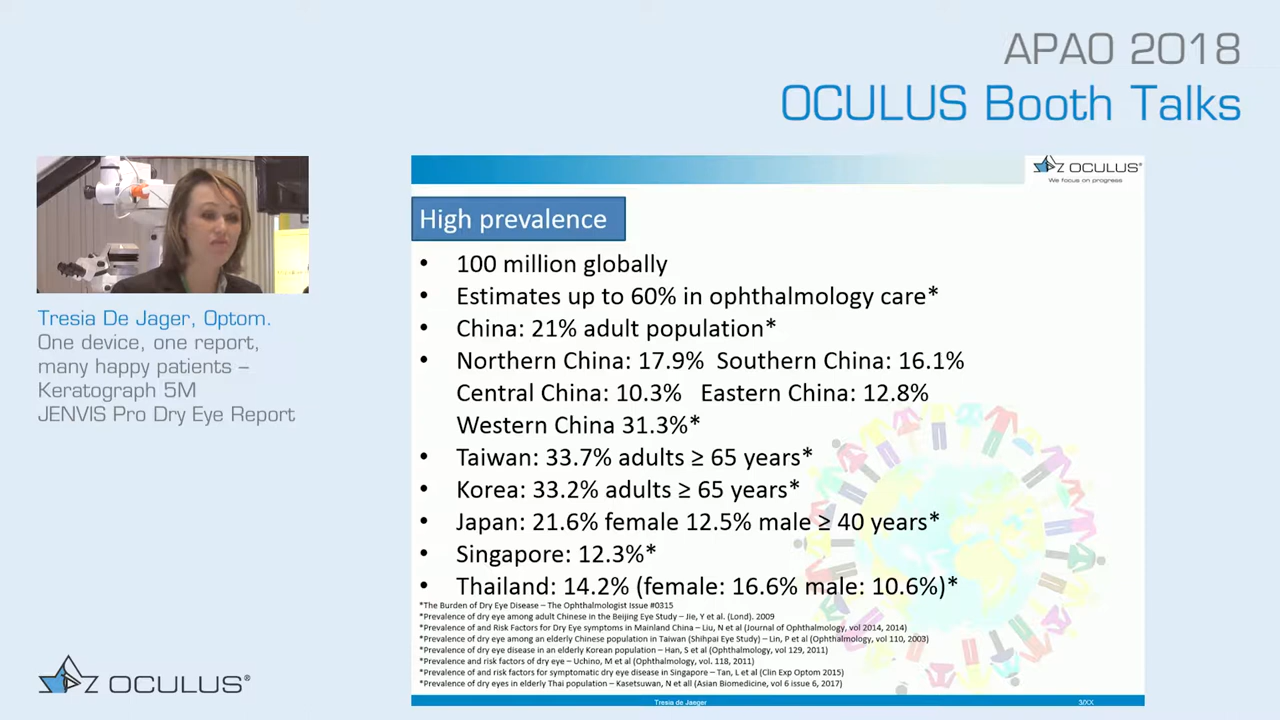 APAO 2018
OCULUS Booth Talks
OCULUS®
We focus on progress
High prevalence
• 100 million globally
• Estimates up to 60% in ophthalmology care*
• China: 21% adult population*
• Northern China: 17.9% Southern China: 16.1%
Central China: 10.3% Eastern China: 12.8%
Western China 31.3%*
• Taiwan: 33.7% adults ≥ 65 years*
• Korea: 33.2% adults ≥ 65 years*
• Japan: 21.6% female 12.5% male ≥ 40 years*
• Singapore: 12.3%*
• Thailand: 14.2% (female: 16.6% male: 10.6%)*
*The Burden of Dry Eye Disease – The Ophthalmologist Issue #0315
*Prevalence of dry eye among adult Chinese in the Beijing Eye Study – Jie, Y et al. (Lond). 2009
*Prevalence of and Risk Factors for Dry Eye symptoms in Mainland China – Liu, N et al (Journal of Ophthalmology, vol 2014, 2014)
*Prevalence of dry eye among an elderly Chinese population in Taiwan (Shihpai Eye Study) – Lin, P et al (Ophthalmology, vol 110, 2003)
*Prevalence of dry eye disease in an elderly Korean population – Han, S et al (Ophthalmology, vol 129, 2011)
*Prevalence and risk factors of dry eye – Uchino, M et al (Ophthalmology, vol. 118, 2011)
*Prevalence of and risk factors for symptomatic dry eye disease in Singapore – Tan, L et al (Clin Exp Optom 2015)
*Prevalence of dry eyes in elderly Thai population – Kasetsuwan, N et all (Asian Biomedicine, vol 6 issue 6, 2017)
Tresia de Jaeger
3/XX
Tresia De Jager, Optom.
One device, one report,
many happy patients –
Keratograph 5M
JENVIS Pro Dry Eye Report
OCULUS®